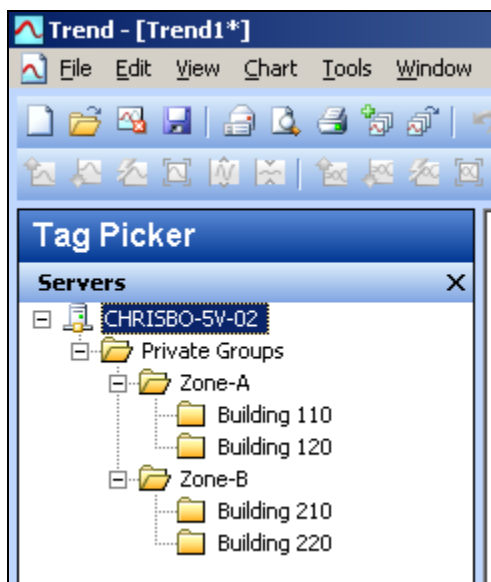 Trend - [Trend1*]
File Edit View Chart Tools Window
Tag Picker
Servers
CHRISBO-5V-02
Private Groups
Zone-A
Building 110
Building 120
Zone-B
Building 210
Building 220